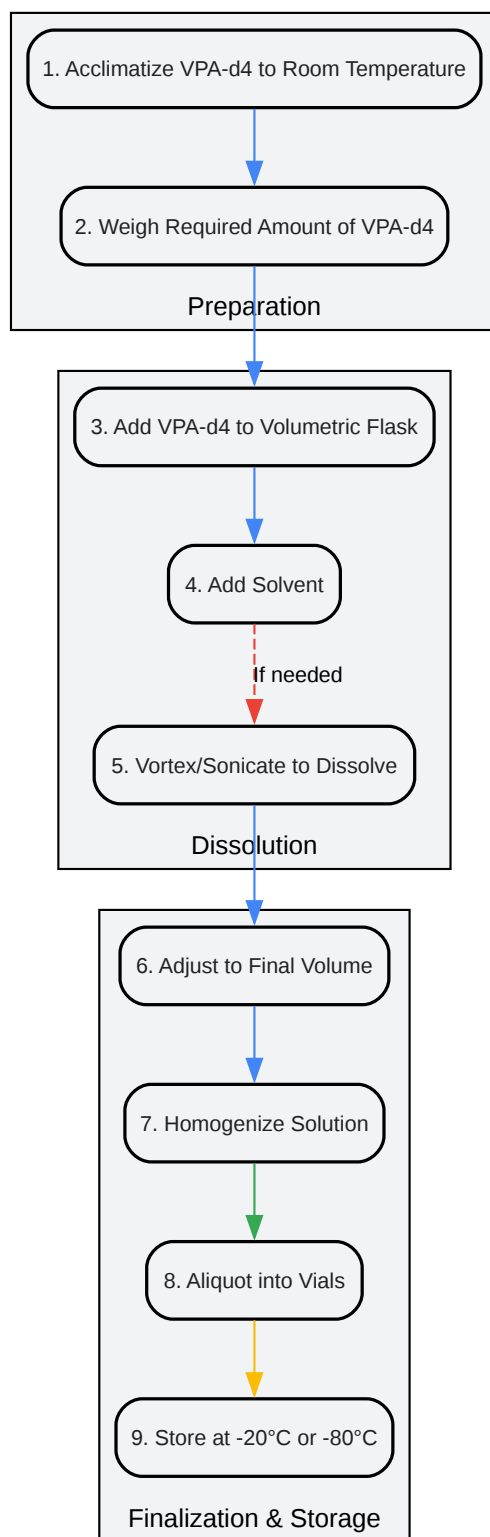 1. Acclimatize VPA-d4 to Room Temperature
2. Weigh Required Amount of VPA-d4
Preparation
3. Add VPA-d4 to Volumetric Flask
4. Add Solvent
If needed
5. Vortex/Sonicate to Dissolve
Dissolution
6. Adjust to Final Volume
7. Homogenize Solution
8. Aliquot into Vials
9. Store at -20°C or -80°C
Finalization & Storage